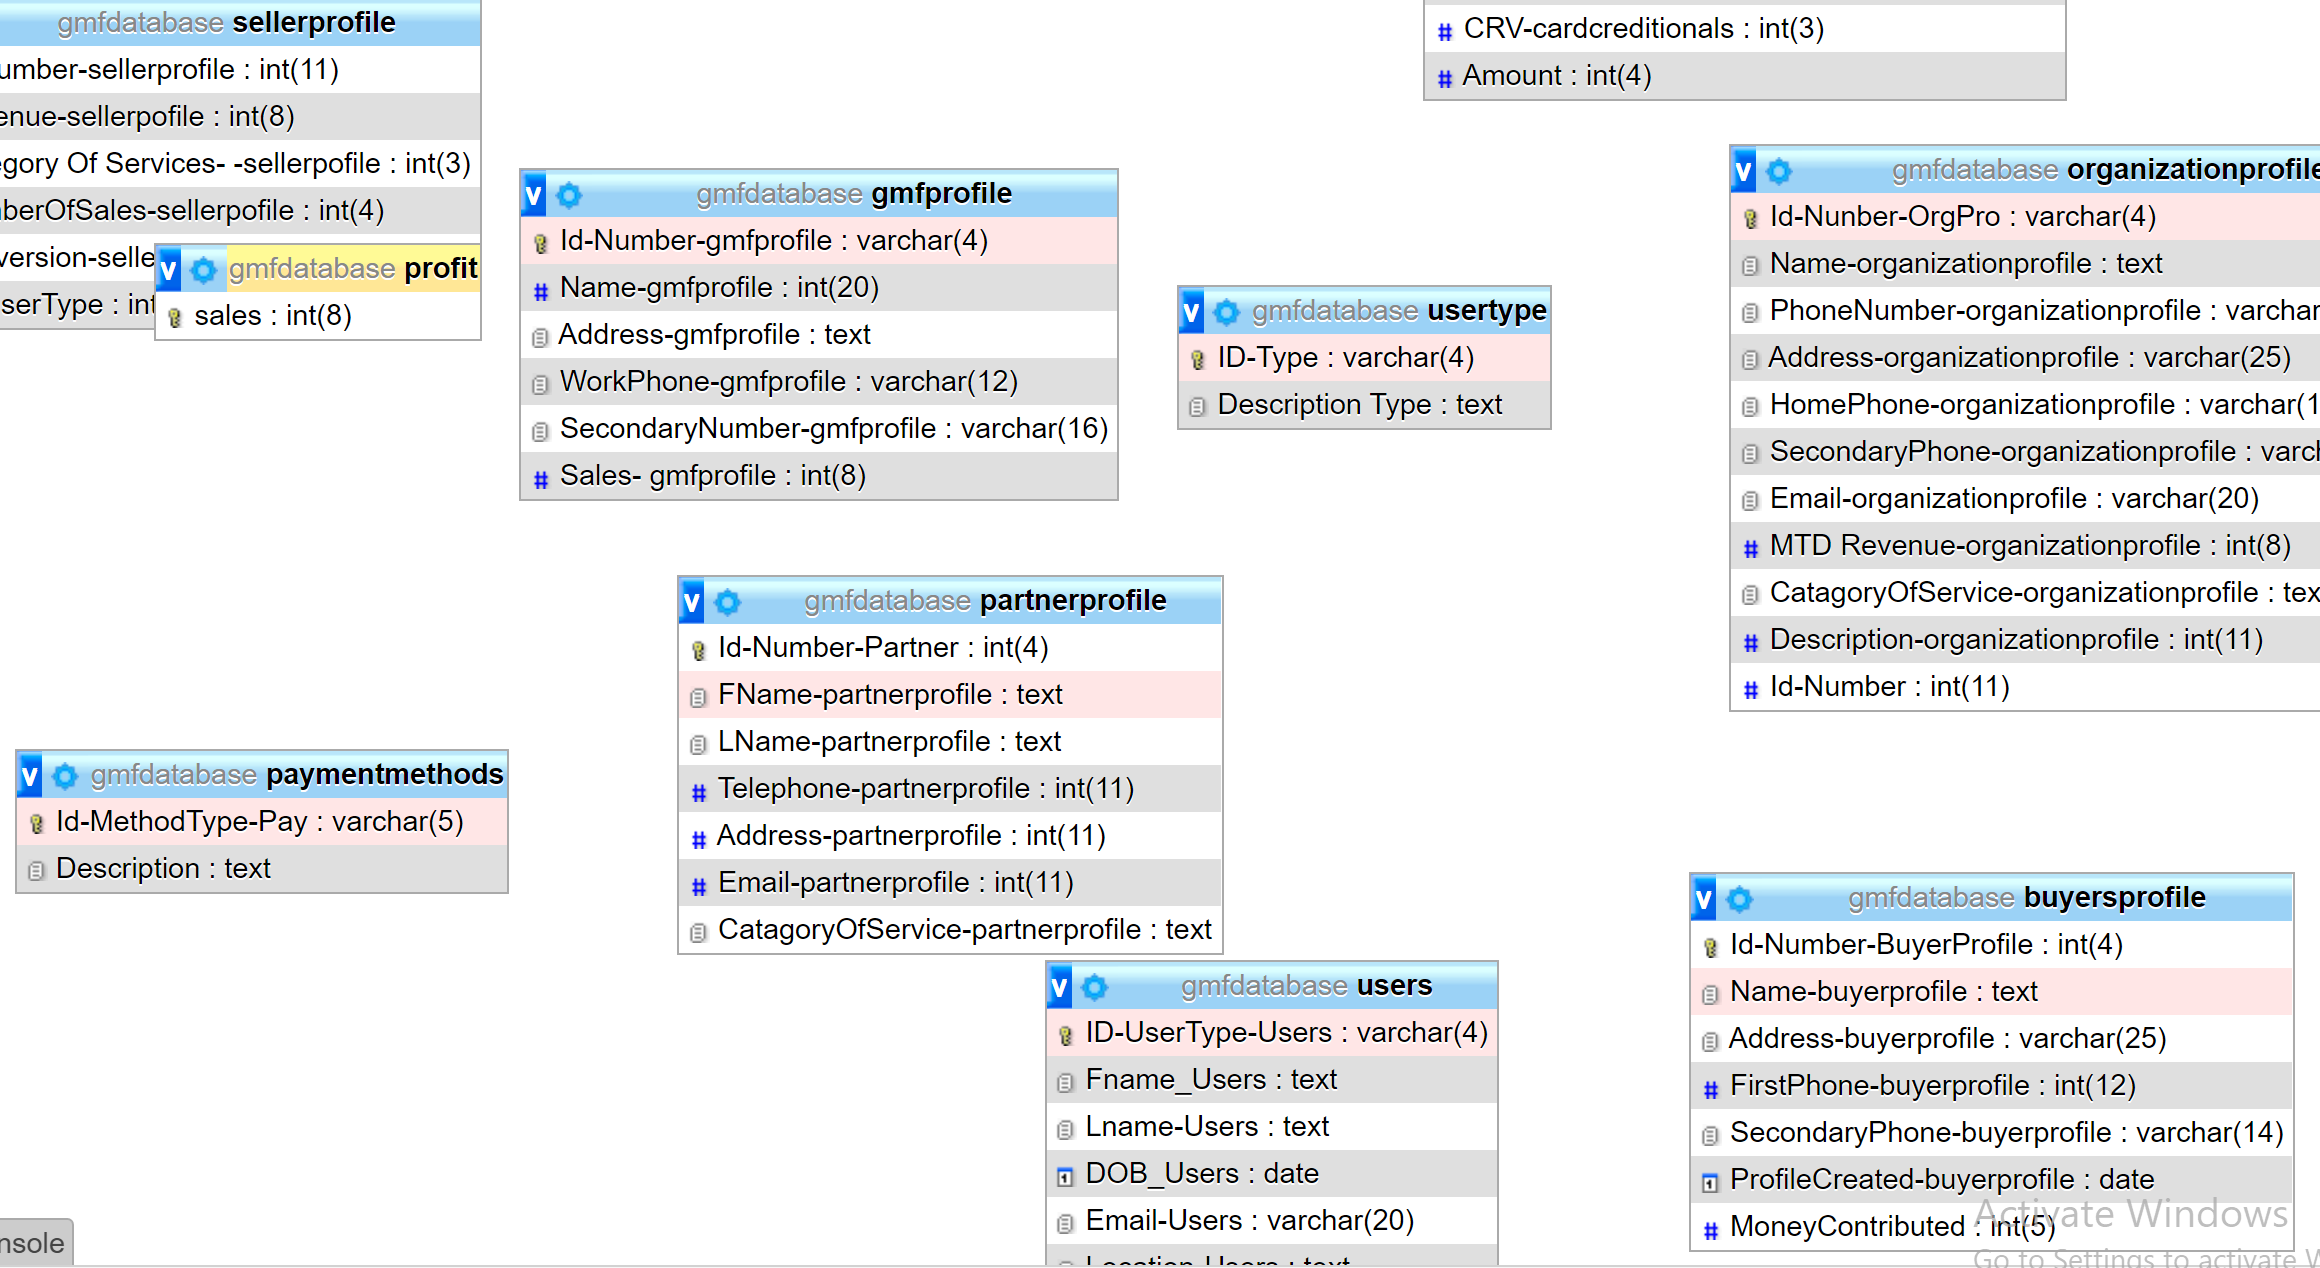 gmfdatabase sellerprofile
umber-sellerprofile : int(11)
enue-sellerpofile : int(8)
egory Of Services- -sellerpofile : int(3)
berOfSales-sellerpofile : int(4)
version-selle
serType : int
gmfdatabase profit
sales : int(8)
CRV-cardcreditionals : int(3)
Amount : int(4)
v gmfdatabase gmfprofile
Id-Number-gmfprofile : varchar(4)
# Name-gmfprofile : int(20)
Address-gmfprofile : text
WorkPhone-gmfprofile : varchar(12)
SecondaryNumber-gmfprofile : varchar(16)
# Sales- gmfprofile : int(8)
v gmfdatabase usertype
ID-Type : varchar(4)
Description Type : text
v gmfdatabase organizationprofile
Id-Nunber-OrgPro : varchar(4)
Name-organizationprofile : text
PhoneNumber-organizationprofile : varchar
Address-organizationprofile : varchar(25)
HomePhone-organizationprofile : varchar(1
SecondaryPhone-organizationprofile : varch
Email-organizationprofile : varchar(20)
# MTD Revenue-organizationprofile : int(8)
CatagoryOfService-organizationprofile : tex
# Description-organizationprofile : int(11)
# Id-Number : int(11)
v gmfdatabase partnerprofile
Id-Number-Partner : int(4)
FName-partnerprofile : text
LName-partnerprofile : text
# Telephone-partnerprofile : int(11)
# Address-partnerprofile : int(11)
# Email-partnerprofile : int(11)
CatagoryOfService-partnerprofile : text
v gmfdatabase paymentmethods
Id-MethodType-Pay : varchar(5)
Description : text
v gmfdatabase users
ID-UserType-Users : varchar(4)
Fname_Users : text
Lname-Users : text
DOB_Users : date
Email-Users : varchar(20)
Location-Users : text
v gmfdatabase buyersprofile
Id-Number-BuyerProfile : int(4)
Name-buyerprofile : text
Address-buyerprofile : varchar(25)
# FirstPhone-buyerprofile : int(12)
SecondaryPhone-buyerprofile : varchar(14)
ProfileCreated-buyerprofile : date
# MoneyContributed : int(5)
Activate Windows
Go to Settings to activate W
nsole